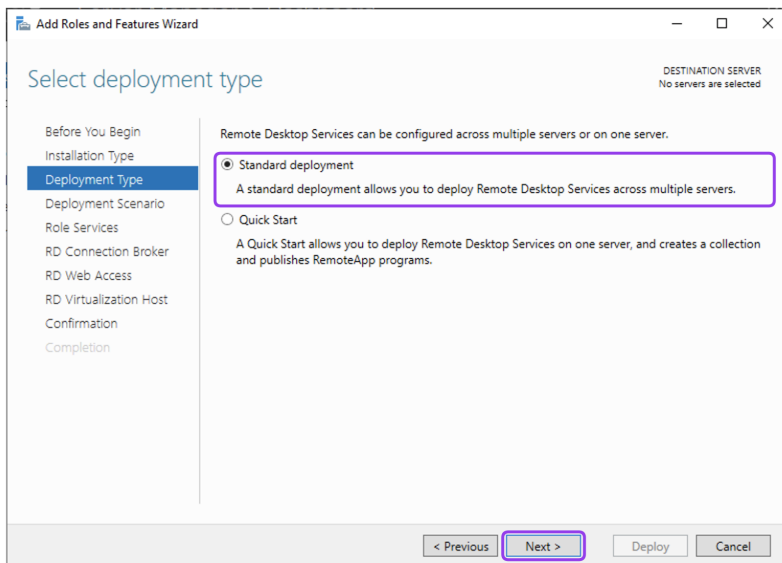 Add Roles and Features Wizard
Select deployment type
DESTINATION SERVER
No servers are selected
Before You Begin
Installation Type
Deployment Type
Deployment Scenario
Role Services
RD Connection Broker
RD Web Access
RD Virtualization Host
Confirmation
Completion
Remote Desktop Services can be configured across multiple servers or on one server.
Standard deployment
A standard deployment allows you to deploy Remote Desktop Services across multiple servers.
Quick Start
A Quick Start allows you to deploy Remote Desktop Services on one server, and creates a collection
and publishes RemoteApp programs.
< Previous
Next >
Deploy
Cancel